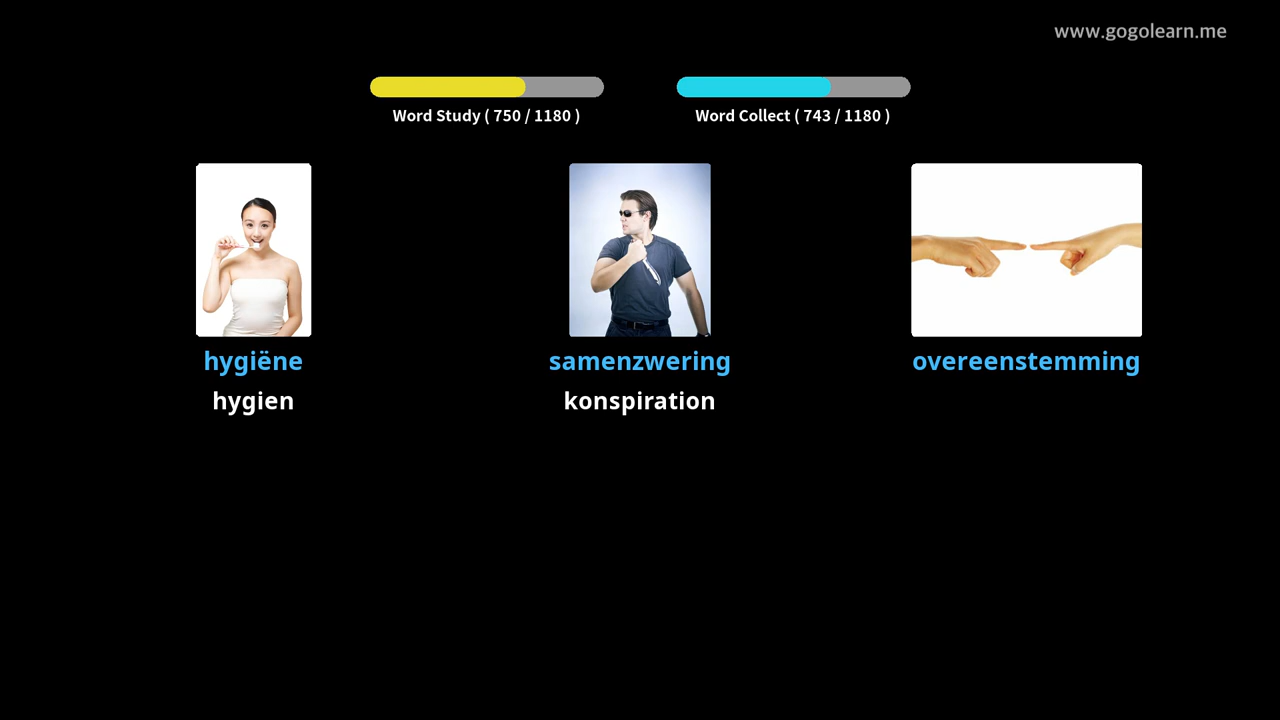 www.gogolearn.me
Word Study ( 750 / 1180 )
Word Collect ( 743 / 1180 )
hygiëne
samenzwering
overeenstemming
hygien
konspiration